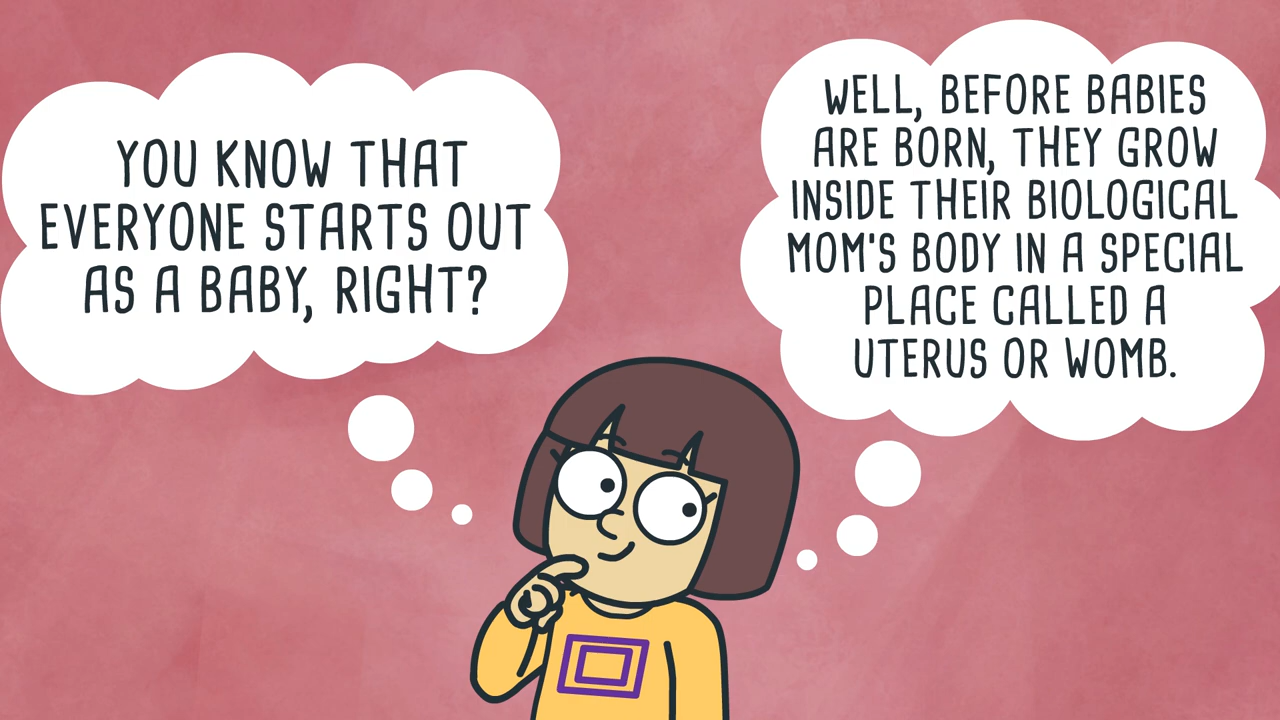 YOU KNOW THAT
EVERYONE STARTS OUT
AS A BABY, RIGHT?
WELL, BEFORE BABIES
ARE BORN, THEY GROW
INSIDE THEIR BIOLOGICAL
MOM'S BODY IN A SPECIAL
PLACE CALLED A
UTERUS OR WOMB.